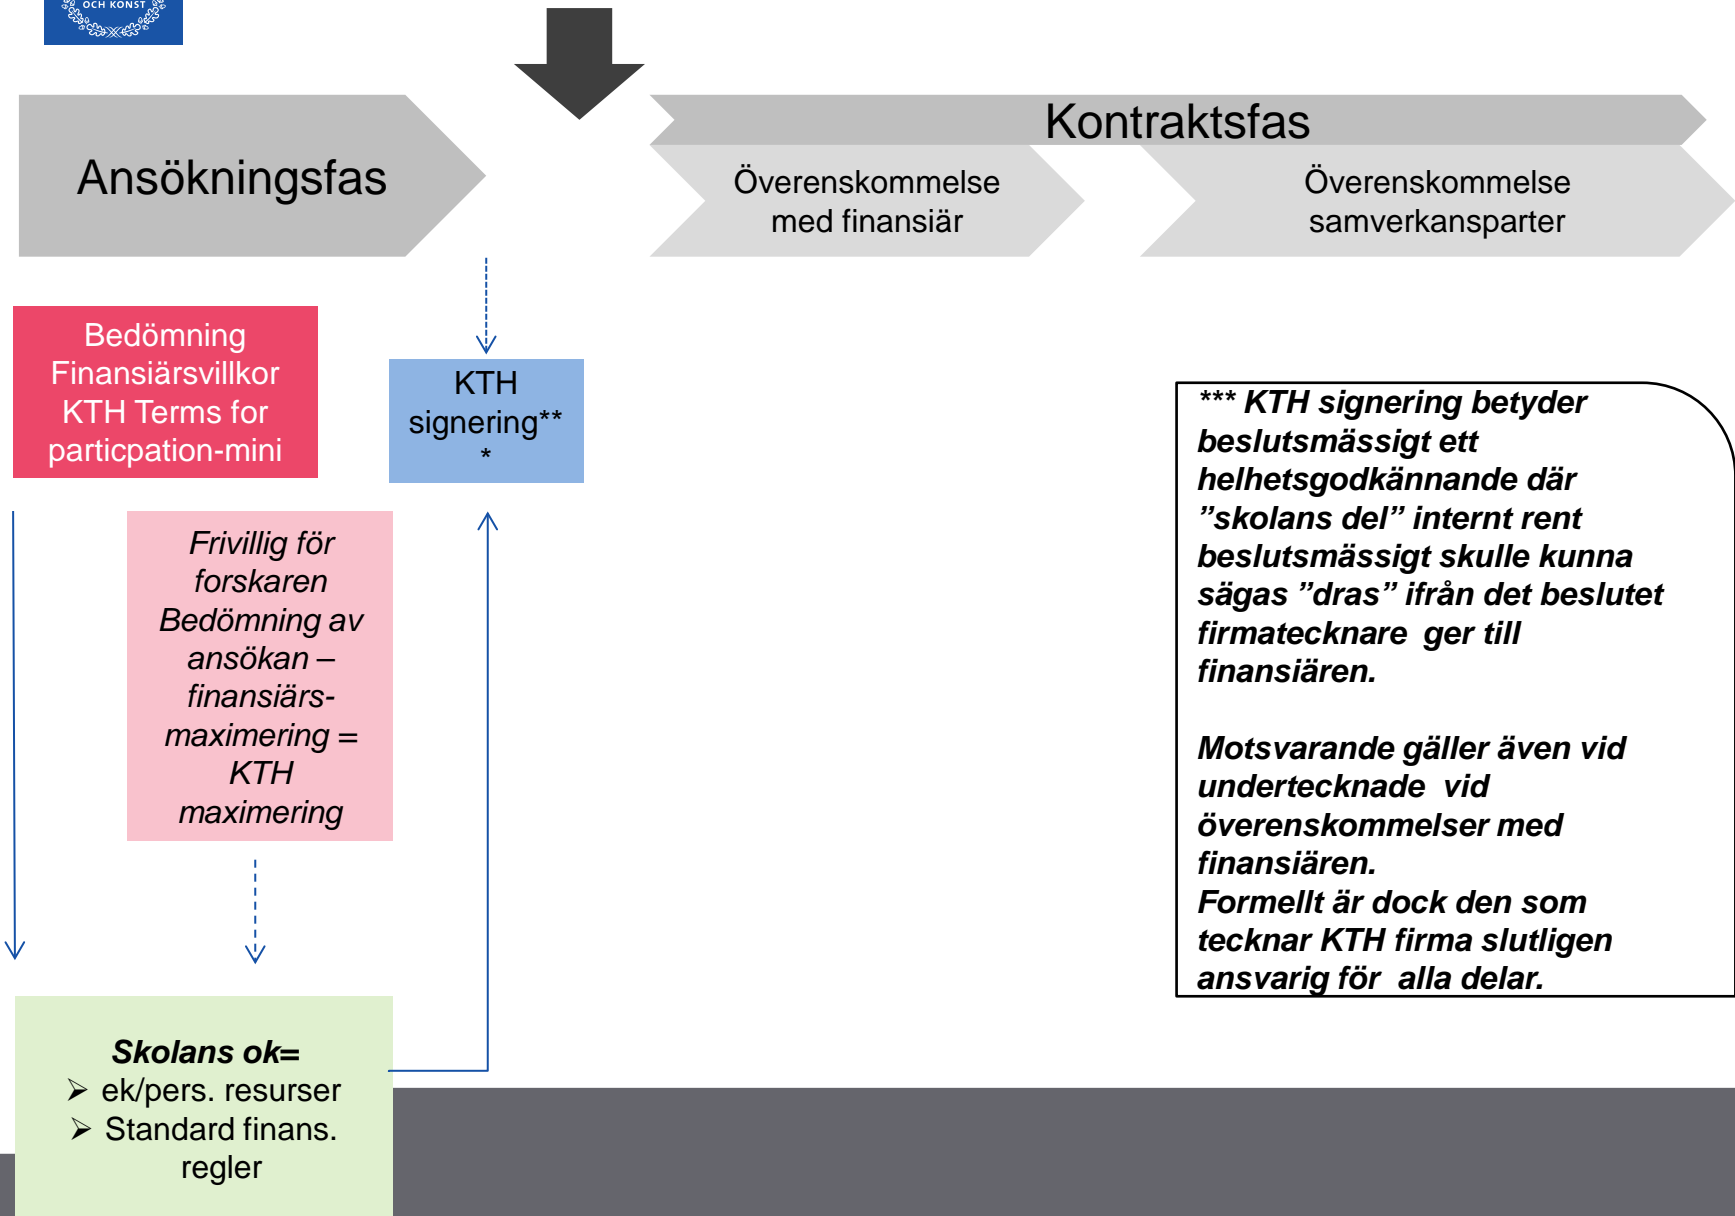 OCH KONST
Ansökningsfas
Kontraktsfas
Överenskommelse
med finansiär
Överenskommelse
samverkansparter
Bedömning
Finansiärsvillkor
KTH Terms for
particpation-mini
KTH
signering**
*
Frivillig för
forskaren
Bedömning av
ansökan –
finansiärs-
maximering =
KTH
maximering
Skolans ok=
➢ ek/pers. resurser
➢ Standard finans.
regler
*** KTH signering betyder
beslutsmässigt ett
helhetsgodkännande där
”skolans del” internt rent
beslutsmässigt skulle kunna
sägas ”dras” ifrån det beslutet
firmatecknare  ger till
finansiären.
Motsvarande gäller även vid
undertecknade  vid
överenskommelser med
finansiären.
Formellt är dock den som
tecknar KTH firma slutligen
ansvarig för  alla delar.